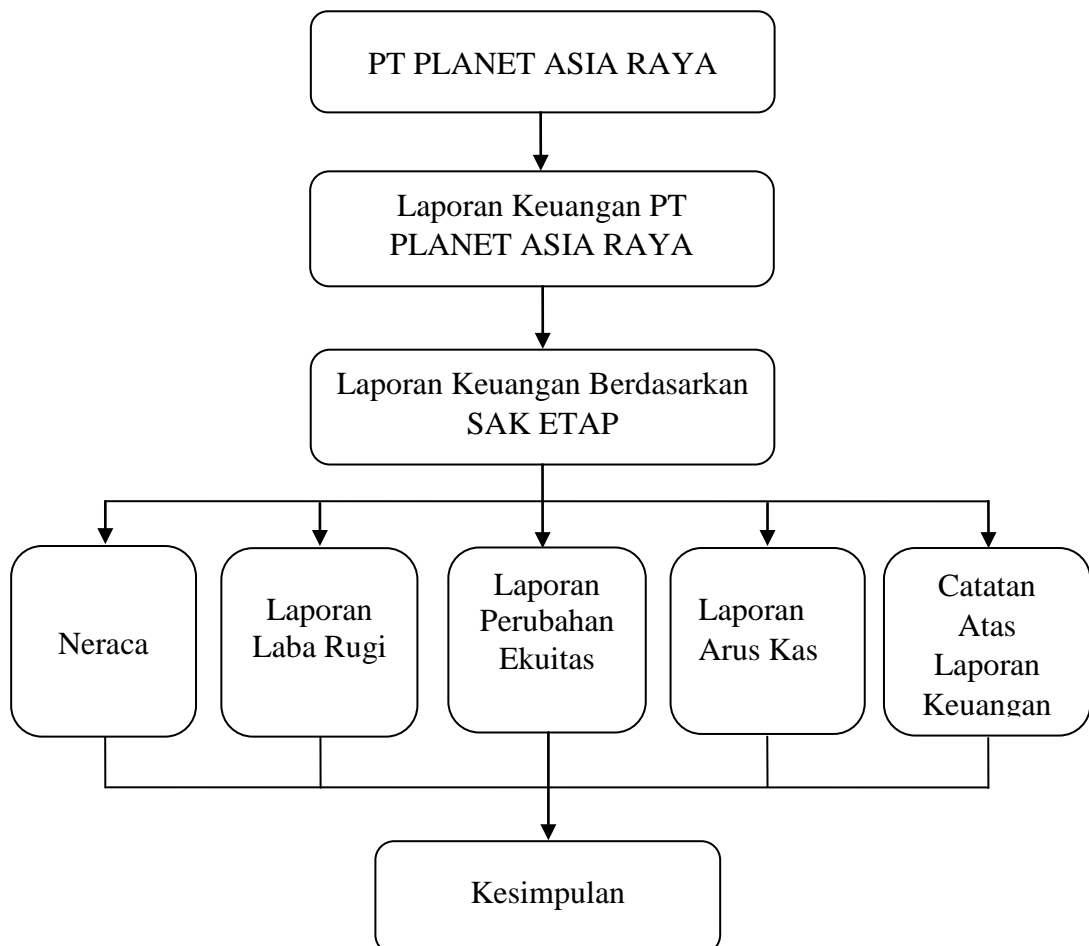 PT PLANET ASIA RAYA
Laporan Keuangan PT
PLANET ASIA RAYA
Laporan Keuangan Berdasarkan
SAK ETAP
Neraca
Laporan
Laba Rugi
Laporan
Perubahan
Ekuitas
Laporan
Arus Kas
Catatan
Atas
Laporan
Keuangan
Kesimpulan